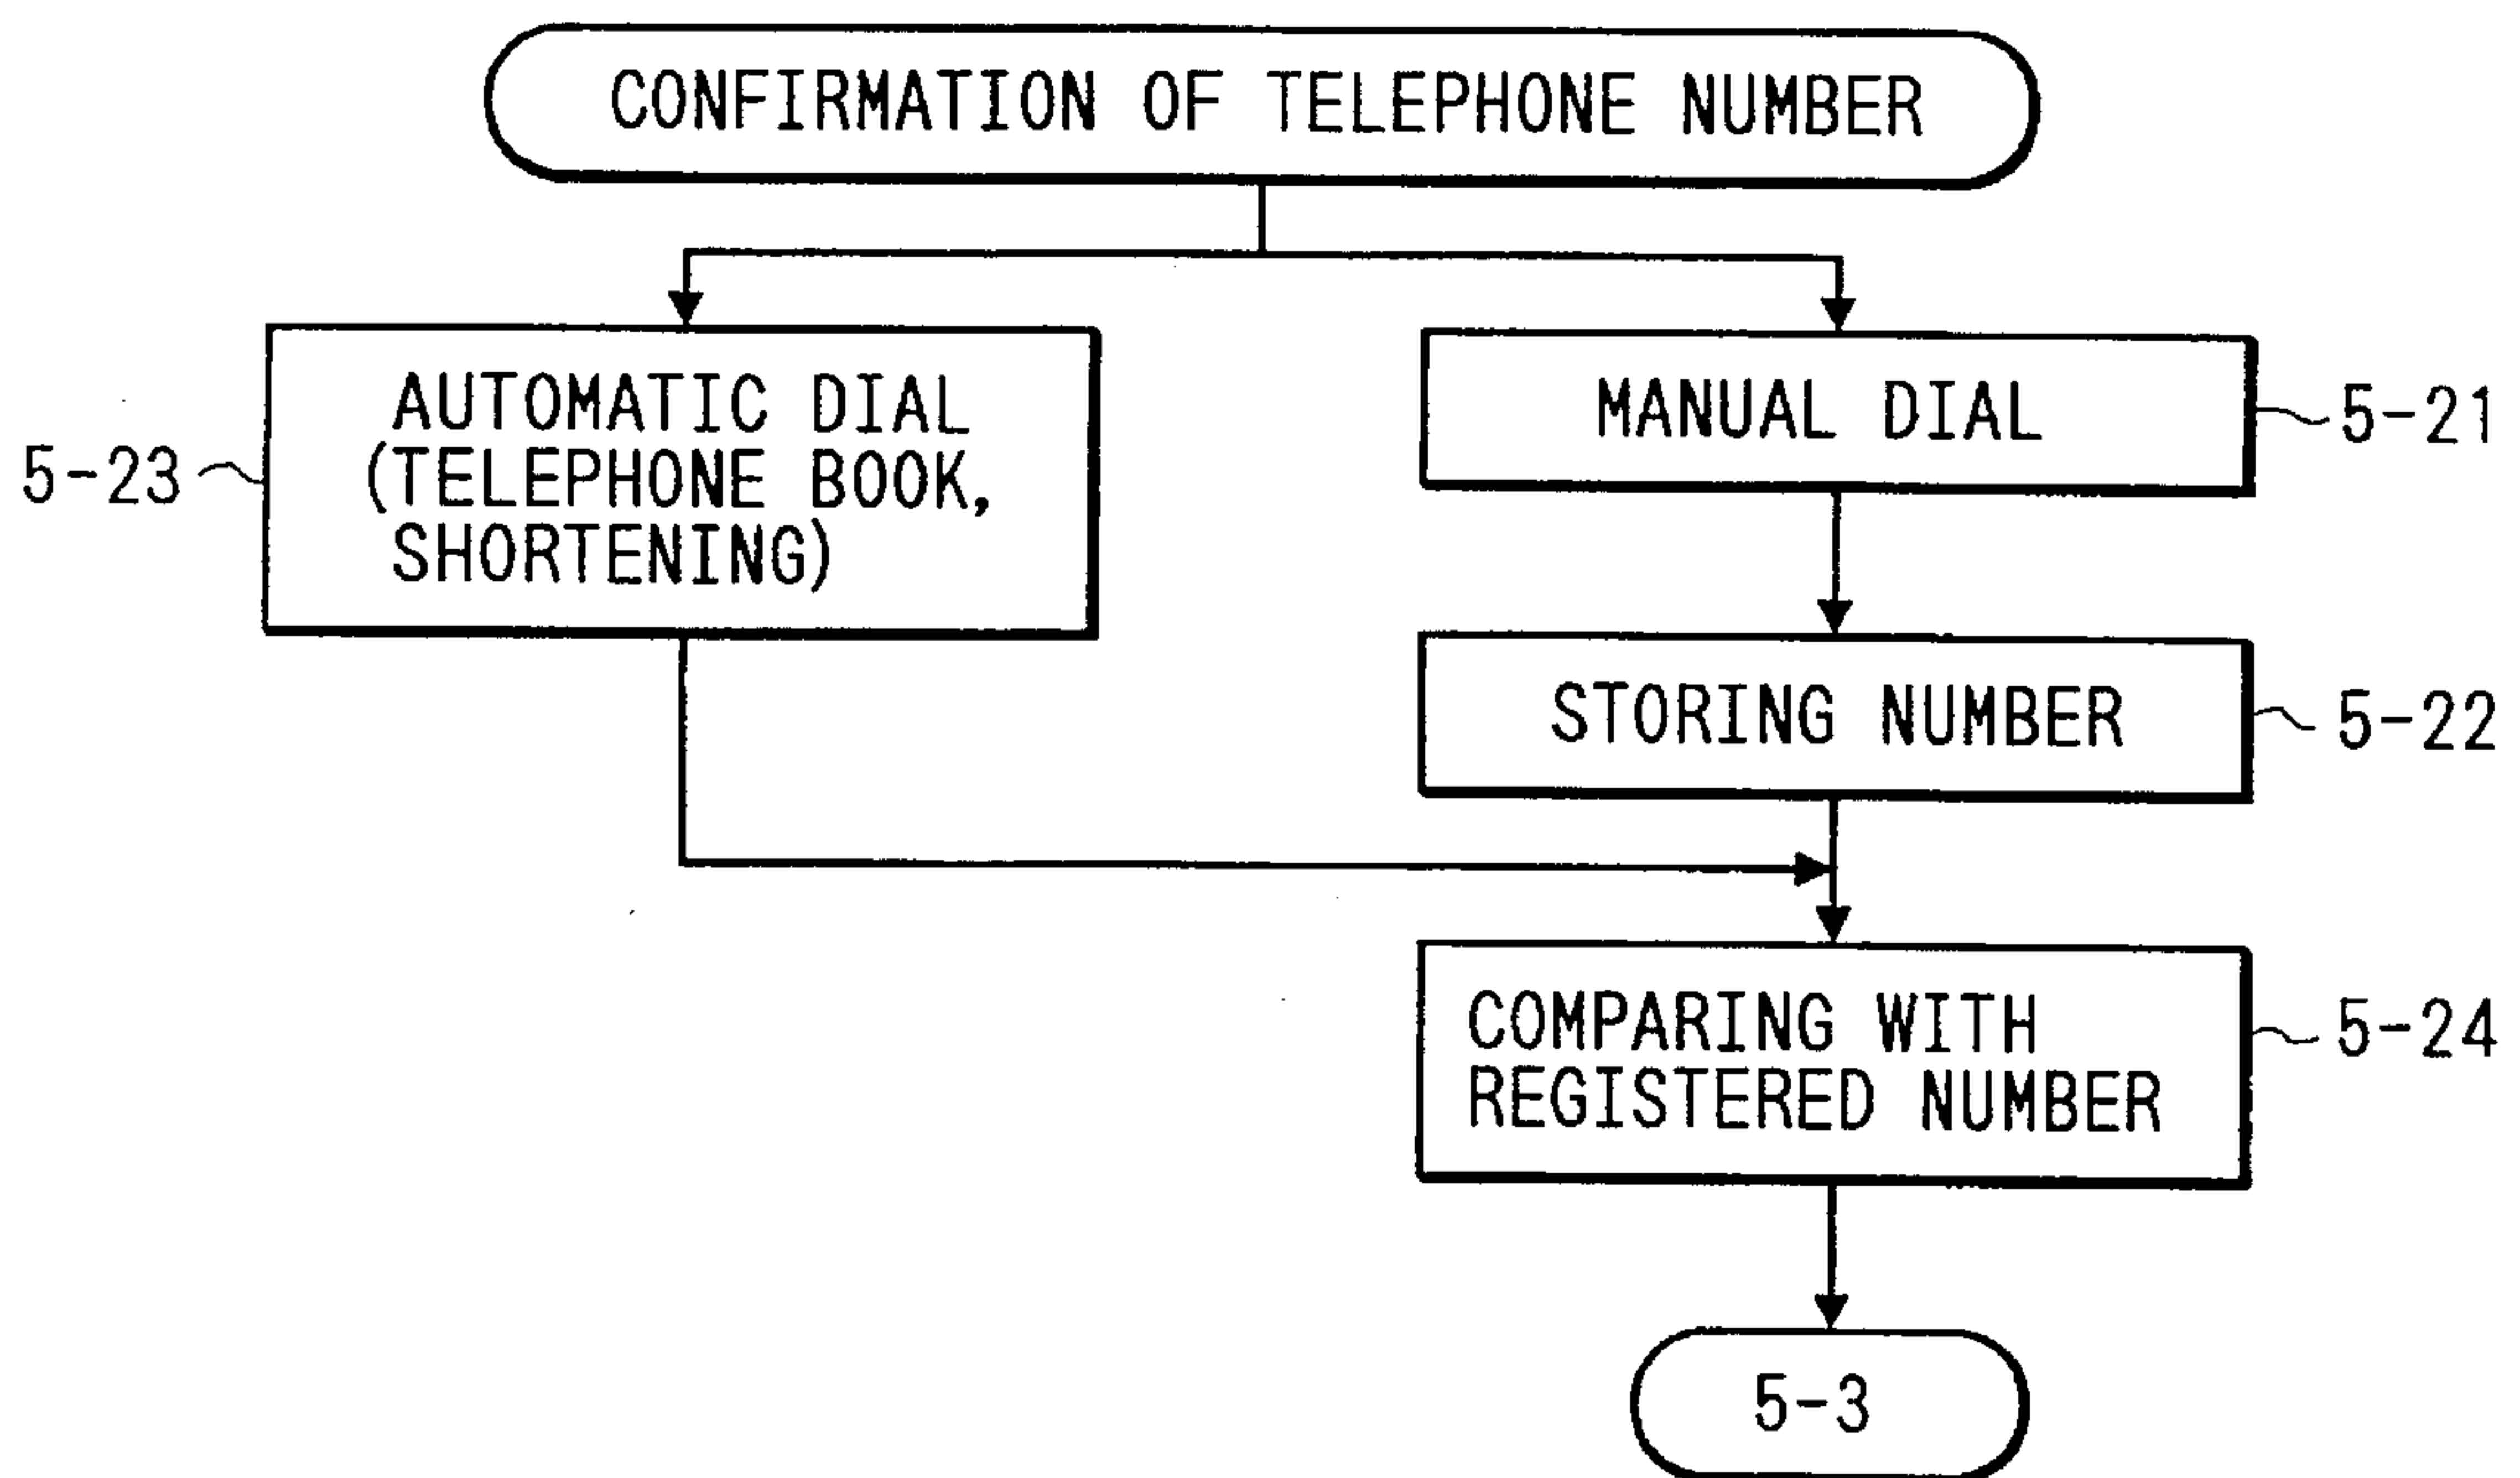 CONFIRMATION OF TELEPHONE NUMBER
AUTOMATIC DIAL
(TELEPHONE BOOK,
SHORTENING)
5-23
MANUAL DIAL
5-21
STORING NUMBER
5-22
COMPARING WITH
REGISTERED NUMBER
5-24
5-3